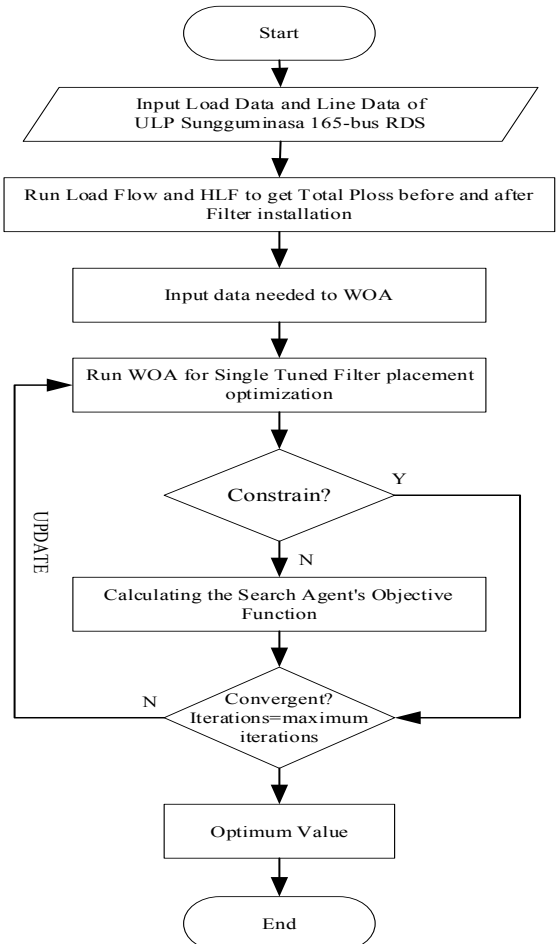 Start
Input Load Data and Line Data of
ULP Sungguminasa 165-bus RDS
Run Load Flow and HLF to get Total Ploss before and after
Filter installation
Input data needed to WOA
Run WOA for Single Tuned Filter placement
optimization
Constrain?
Y
N
UPDATE
Calculating the Search Agent's Objective
Function
N
Convergent?
Iterations=maximum
iterations
Optimum Value
End